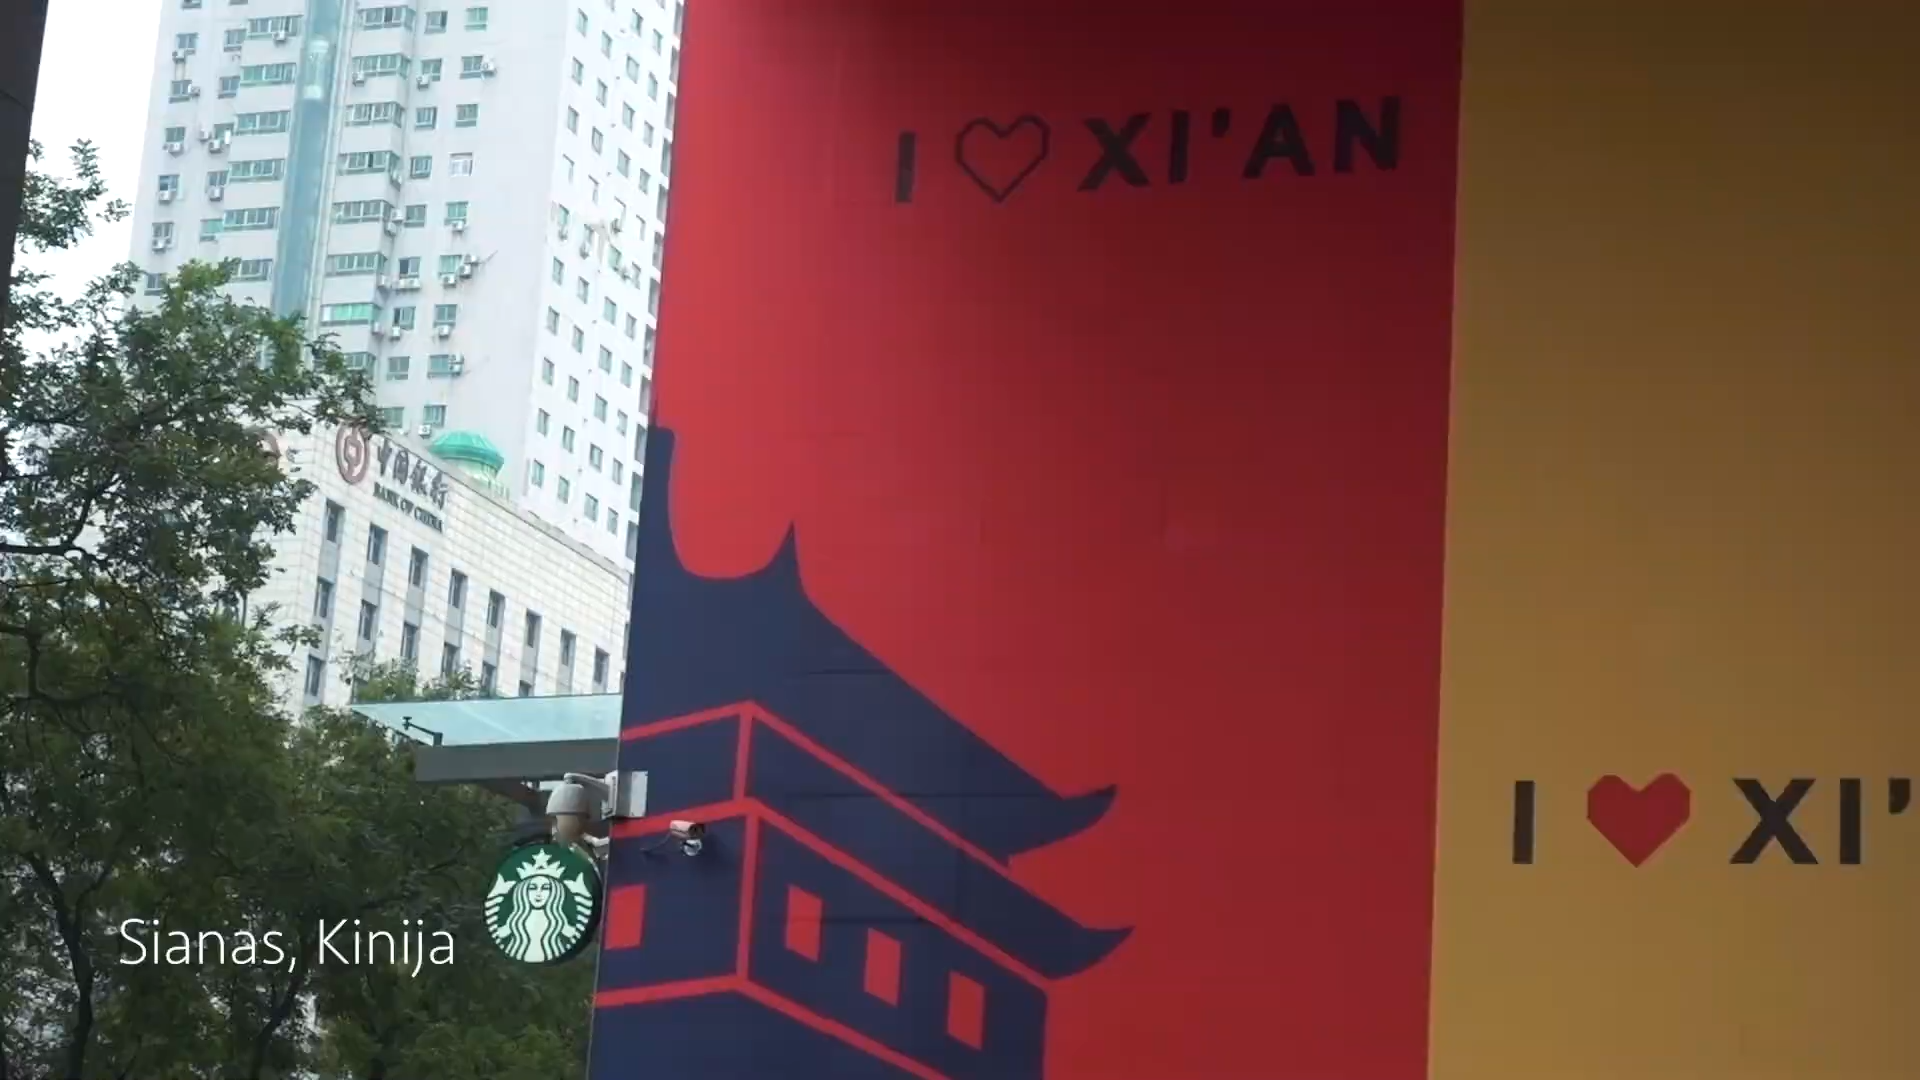 I ♡ XI'AN
中国银行
BANK OF CHINA
I ❤ XI'
Sianas, Kinija